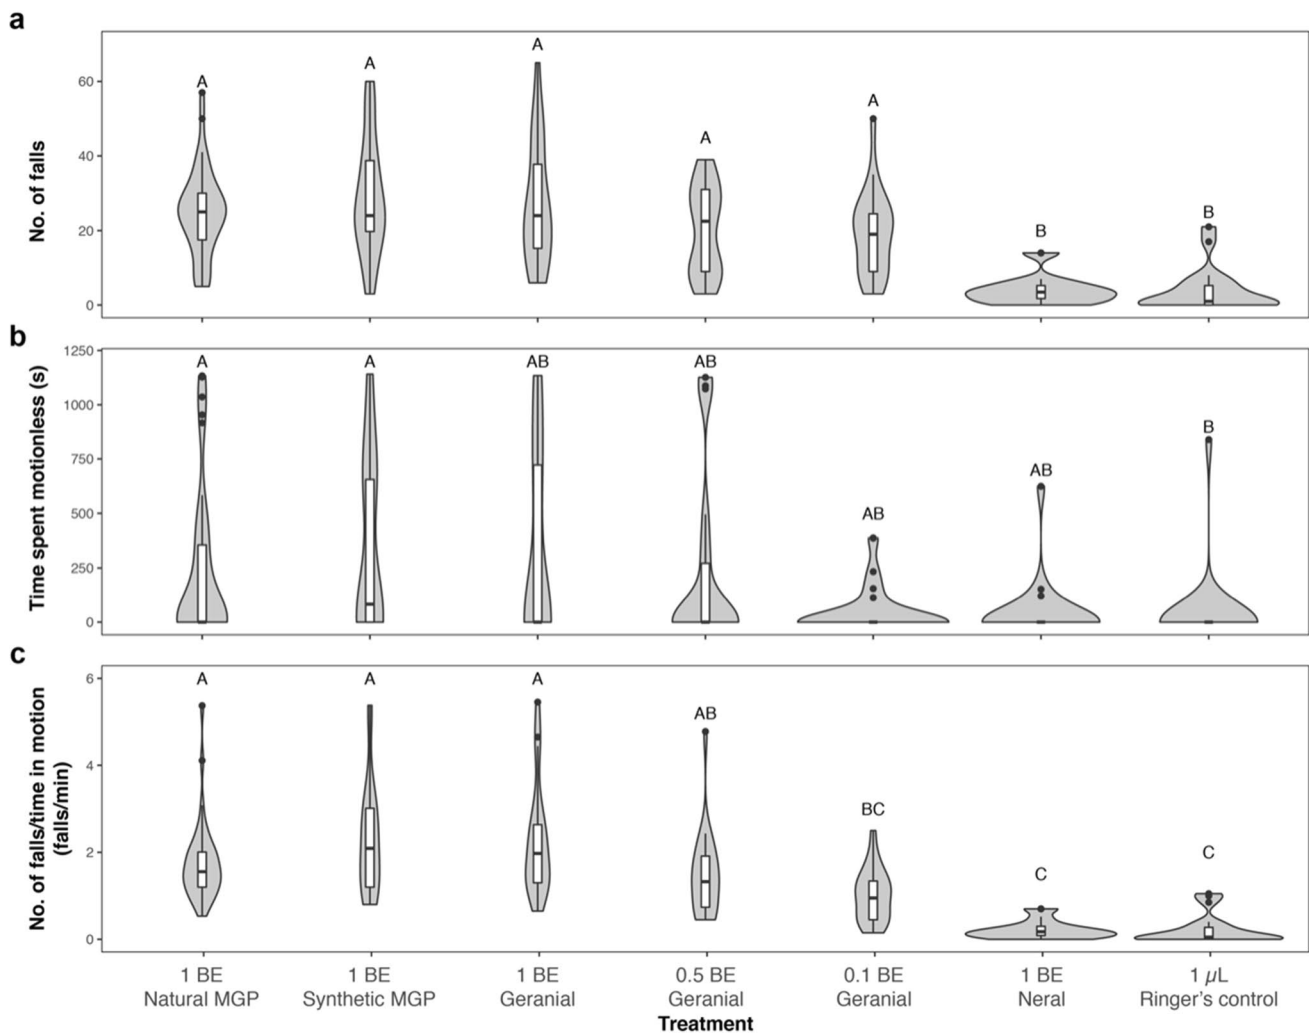 a
A A A A A B B
No. of falls
60
40
20
0
b
A A AB AB AB AB B
Time spent motionless (s)
1250
1000
750
500
250
0
c
A A A AB BC C C
No. of falls/time in motion
(falls/min)
6
4
2
0
1 BE 1 BE 1 BE 0.5 BE 0.1 BE 1 BE 1 µL
Natural MGP Synthetic MGP Geranial Geranial Geranial Neral Ringer's control
Treatment